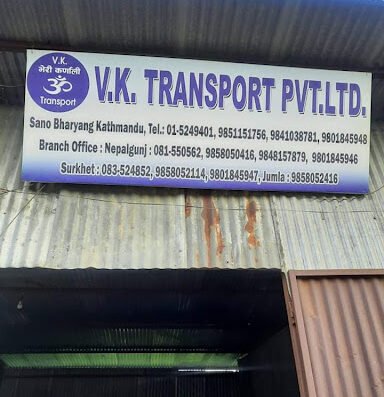 V.K.
मेरी कर्णाली
ॐ
Transport
V.K. TRANSPORT PVT.LTD.
Sano Bharyang Kathmandu, Tel.: 01-5249401, 9851151756, 9841038781, 9801845948
Branch Office : Nepalgunj : 081-550562, 9858050416, 9848157879, 9801845946
Surkhet : 083-524852, 9858052114, 9801845947, Jumla : 9858052416